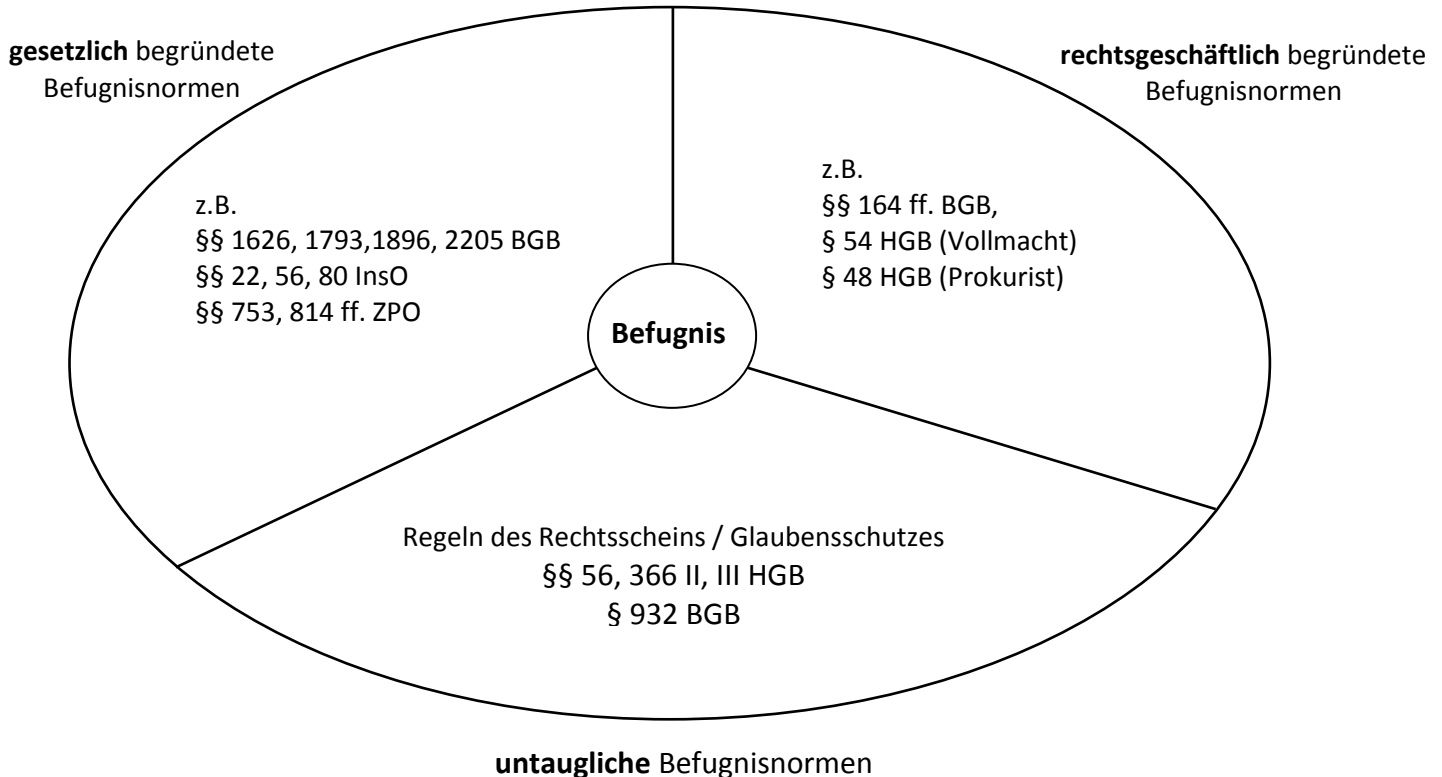 gesetzlich begründete
Befugnisnormen
rechtsgeschäftlich begründete
Befugnisnormen
z.B.
§§ 1626, 1793,1896, 2205 BGB
§§ 22, 56, 80 InsO
§§ 753, 814 ff. ZPO
z.B.
§§ 164 ff. BGB,
§ 54 HGB (Vollmacht)
§ 48 HGB (Prokurist)
Befugnis
Regeln des Rechtsscheins / Glaubensschutzes
§§ 56, 366 II, III HGB
§ 932 BGB
untaugliche Befugnisnormen